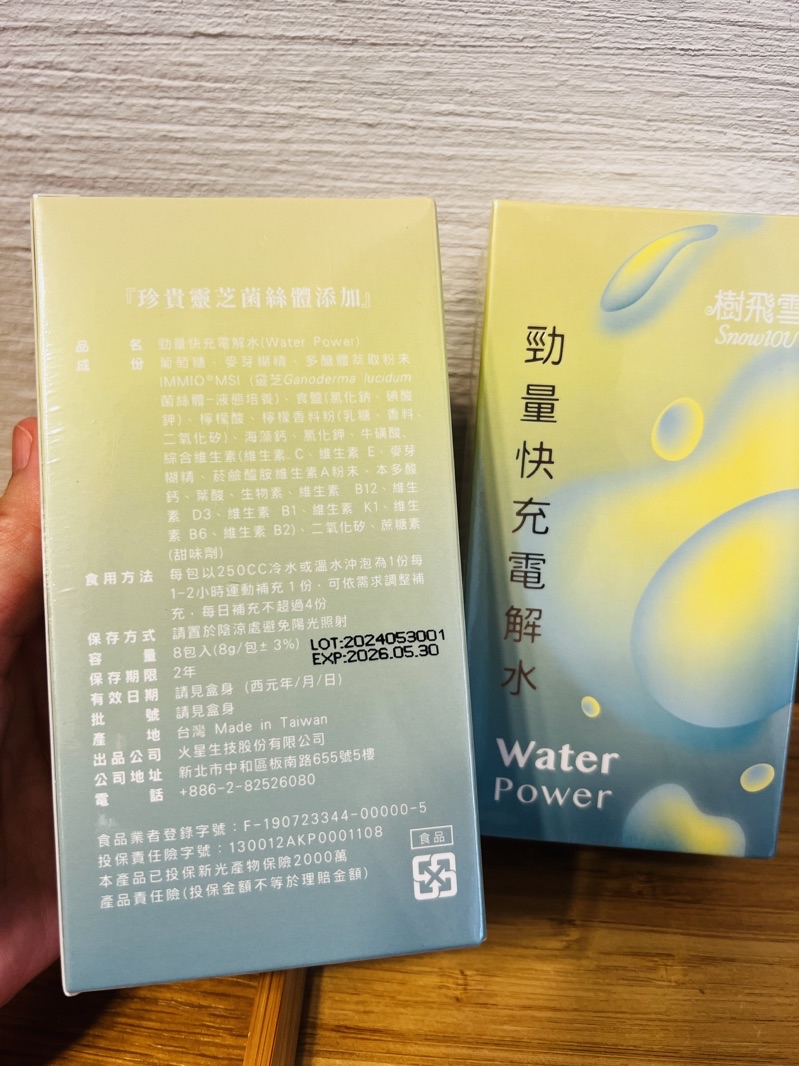 『珍貴靈芝菌絲體添加』
品名 勁量快充電解水(Water Power)
成份 葡萄糖、麥芽糊精、多醣體萃取粉末
IMMIO®MSI (靈芝Ganoderma lucidum
菌絲體-液態培養)、食鹽(氯化鈉、碘酸
鉀)、檸檬酸、檸檬香料粉(乳糖、香料、
二氧化矽)、海藻鈣、氯化鉀、牛磺酸、
綜合維生素(維生素 C、維生素 E、麥芽
糊精、菸鹼醯胺維生素A粉末、本多酸
鈣、葉酸、生物素、維生素 B12、維生
素 D3、維生素 B1、維生素 K1、維生
素 B6、維生素 B2)、二氧化矽、蔗糖素
(甜味劑)
食用方法 每包以250CC冷水或溫水沖泡為1份每
1-2小時運動補充1份，可依需求調整補
充，每日補充不超過4份
保存方式 請置於陰涼處避免陽光照射
容量 8包入(8g/包± 3%)
LOT:2024053001
EXP:2026.05.30
保存期限 2年
有效日期 請見盒身 (西元年/月/日)
批號 請見盒身
產地 台灣 Made in Taiwan
出品公司 火星生技股份有限公司
公司地址 新北市中和區板南路655號5樓
電話 +886-2-82526080
食品業者登錄字號：F-190723344-00000-5
投保責任險字號：130012AKP0001108
本產品已投保新光產物保險2000萬
產品責任險(投保金額不等於理賠金額)
食品
樹飛雪
Snow10U
勁量快充電解水
Water
Power